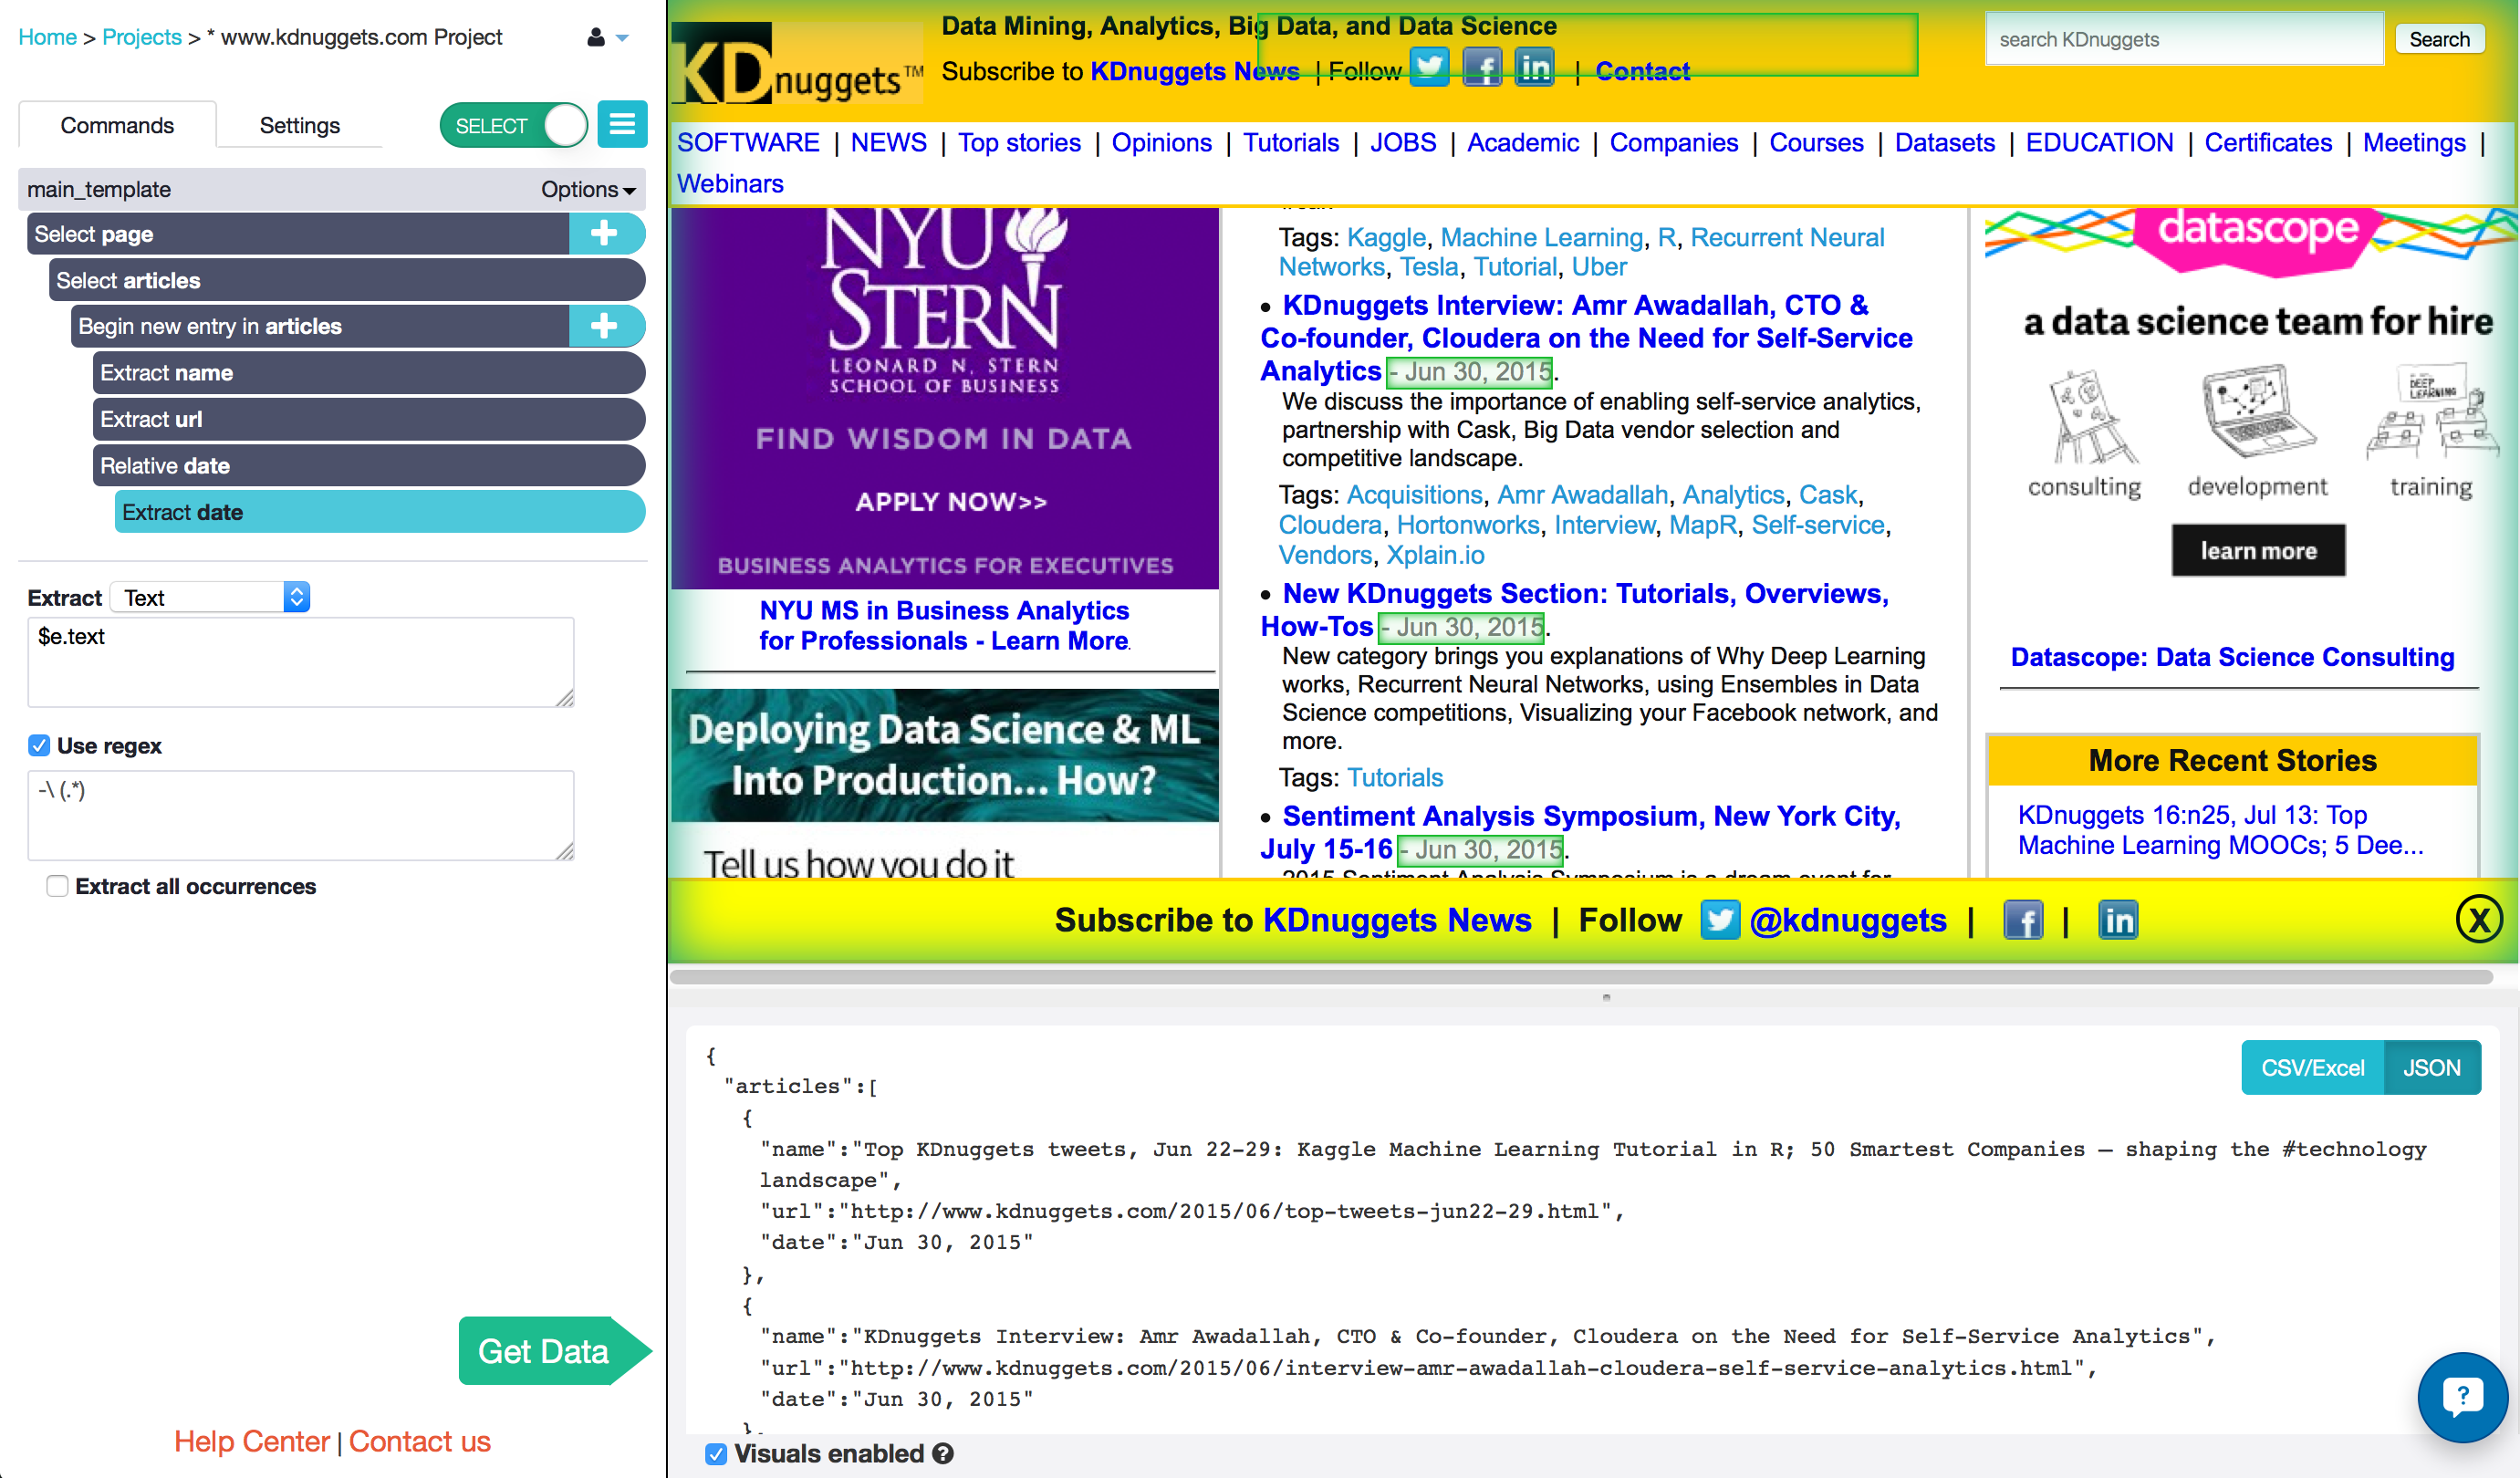 Home > Projects > * www.kdnuggets.com Project
Commands
Settings
SELECT
main_template
Options
Select page
Select articles
Begin new entry in articles
Extract name
Extract url
Relative date
Extract date
Extract Text
$e.text
Use regex
-\ (.*)
Extract all occurrences
Get Data
Help Center | Contact us
KDnuggets™
Data Mining, Analytics, Big Data, and Data Science
Subscribe to KDnuggets News | Follow | Contact
search KDnuggets
Search
SOFTWARE | NEWS | Top stories | Opinions | Tutorials | JOBS | Academic | Companies | Courses | Datasets | EDUCATION | Certificates | Meetings |
Webinars
NYU
STERN
LEONARD N. STERN
SCHOOL OF BUSINESS
FIND WISDOM IN DATA
APPLY NOW>>
BUSINESS ANALYTICS FOR EXECUTIVES
NYU MS in Business Analytics
for Professionals - Learn More.
Deploying Data Science & ML
Into Production... How?
Tell us how you do it
Tags: Kaggle, Machine Learning, R, Recurrent Neural
Networks, Tesla, Tutorial, Uber
• KDnuggets Interview: Amr Awadallah, CTO &
Co-founder, Cloudera on the Need for Self-Service
Analytics - Jun 30, 2015.
We discuss the importance of enabling self-service analytics,
partnership with Cask, Big Data vendor selection and
competitive landscape.
Tags: Acquisitions, Amr Awadallah, Analytics, Cask,
Cloudera, Hortonworks, Interview, MapR, Self-service,
Vendors, Xplain.io
• New KDnuggets Section: Tutorials, Overviews,
How-Tos - Jun 30, 2015.
New category brings you explanations of Why Deep Learning
works, Recurrent Neural Networks, using Ensembles in Data
Science competitions, Visualizing your Facebook network, and
more.
Tags: Tutorials
• Sentiment Analysis Symposium, New York City,
July 15-16 - Jun 30, 2015.
2015 Sentiment Analysis Symposium is a dream event for
datascope
a data science team for hire
DEEP
LEARNING
consulting
development
training
learn more
Datascope: Data Science Consulting
More Recent Stories
KDnuggets 16:n25, Jul 13: Top
Machine Learning MOOCs; 5 Dee...
Subscribe to KDnuggets News | Follow @kdnuggets | |
X
CSV/Excel
JSON
{
"articles":[
{
"name":"Top KDnuggets tweets, Jun 22-29: Kaggle Machine Learning Tutorial in R; 50 Smartest Companies – shaping the #technology
landscape",
"url":"http://www.kdnuggets.com/2015/06/top-tweets-jun22-29.html",
"date":"Jun 30, 2015"
},
{
"name":"KDnuggets Interview: Amr Awadallah, CTO & Co-founder, Cloudera on the Need for Self-Service Analytics",
"url":"http://www.kdnuggets.com/2015/06/interview-amr-awadallah-cloudera-self-service-analytics.html",
"date":"Jun 30, 2015"
},
Visuals enabled